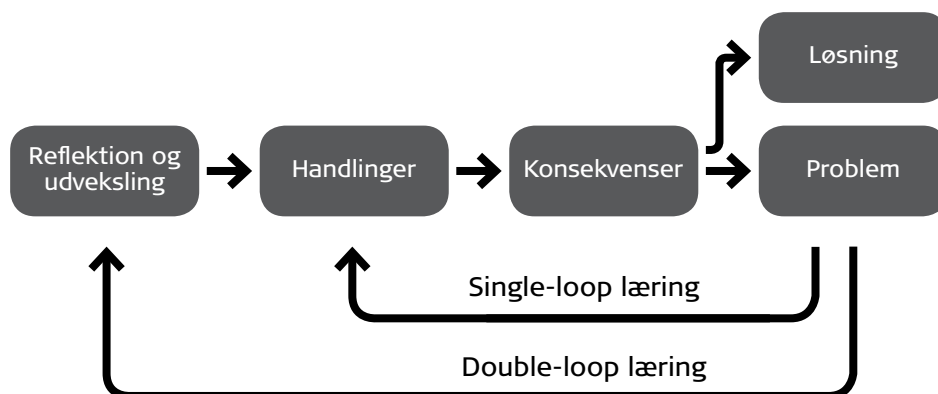 Løsning
Reflektion og
udveksling
Handlinger
Konsekvenser
Problem
Single-loop læring
Double-loop læring